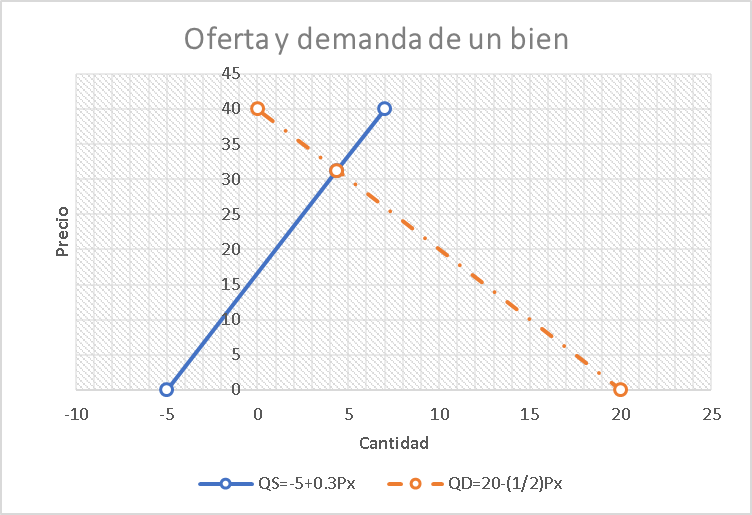 Oferta y demanda de un bien
45
40
35
30
25
20
15
10
5
0
Precio
-10 -5 0 5 10 15 20 25
Cantidad
QS=-5+0.3Px QD=20-(1/2)Px